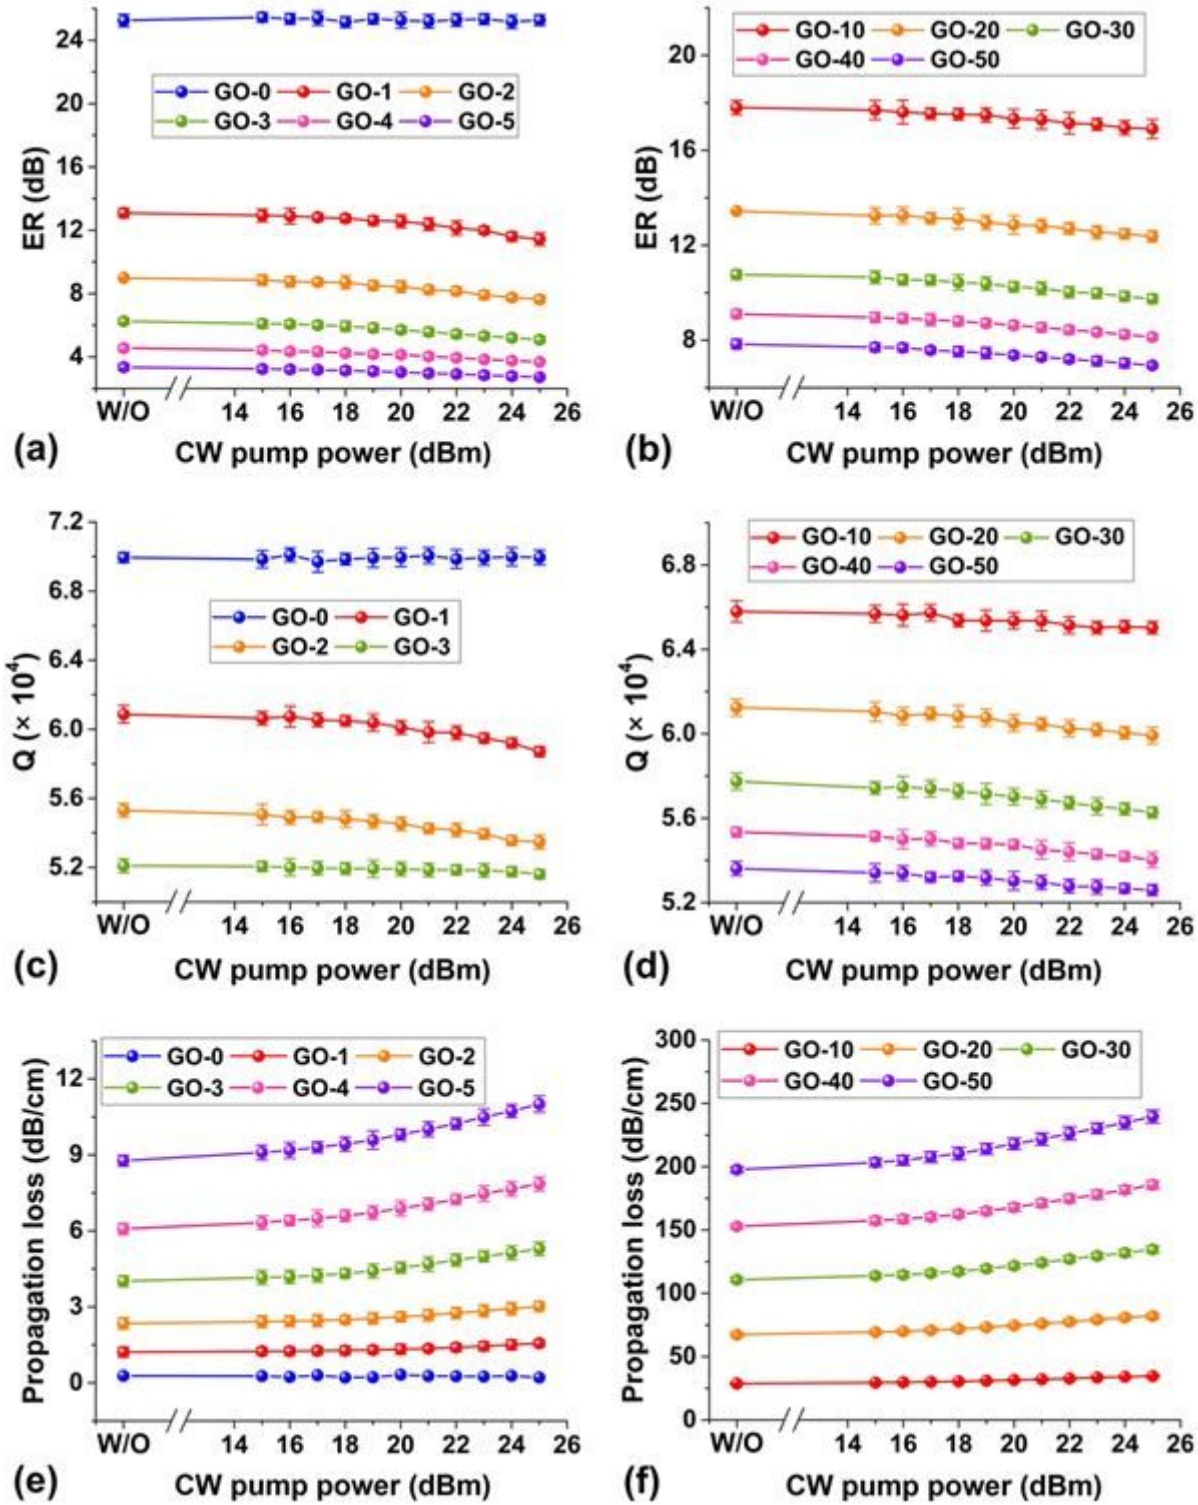 GO-0 GO-1 GO-2
GO-3 GO-4 GO-5
ER (dB)
24
20
16
12
8
4
W/O 14 16 18 20 22 24 26
(a) CW pump power (dBm)
GO-10 GO-20 GO-30
GO-40 GO-50
ER (dB)
20
16
12
8
W/O 14 16 18 20 22 24 26
(b) CW pump power (dBm)
GO-0 GO-1
GO-2 GO-3
Q (× 10⁴)
7.2
6.8
6.4
6.0
5.6
5.2
W/O 14 16 18 20 22 24 26
(c) CW pump power (dBm)
GO-10 GO-20 GO-30
GO-40 GO-50
Q (× 10⁴)
6.8
6.4
6.0
5.6
5.2
W/O 14 16 18 20 22 24 26
(d) CW pump power (dBm)
GO-0 GO-1 GO-2
GO-3 GO-4 GO-5
Propagation loss (dB/cm)
12
9
6
3
0
W/O 14 16 18 20 22 24 26
(e) CW pump power (dBm)
GO-10 GO-20 GO-30
GO-40 GO-50
Propagation loss (dB/cm)
300
250
200
150
100
50
0
W/O 14 16 18 20 22 24 26
(f) CW pump power (dBm)